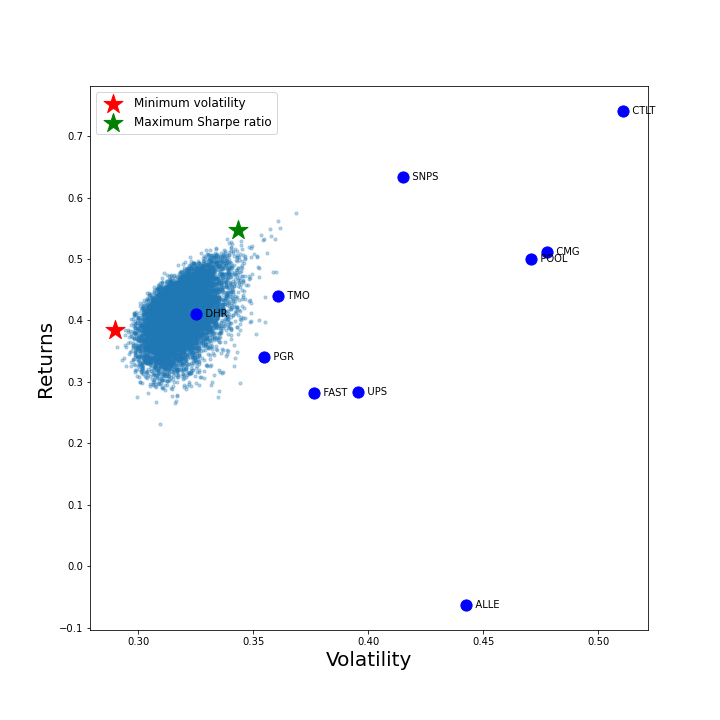 Minimum volatility
Maximum Sharpe ratio
CTLT
0.7
SNPS
0.6
CMG
POOL
0.5
TMO
DHR
0.4
PGR
0.3
FAST
UPS
0.2
0.1
0.0
ALLE
−0.1
Returns
0.30
0.35
0.40
0.45
0.50
Volatility